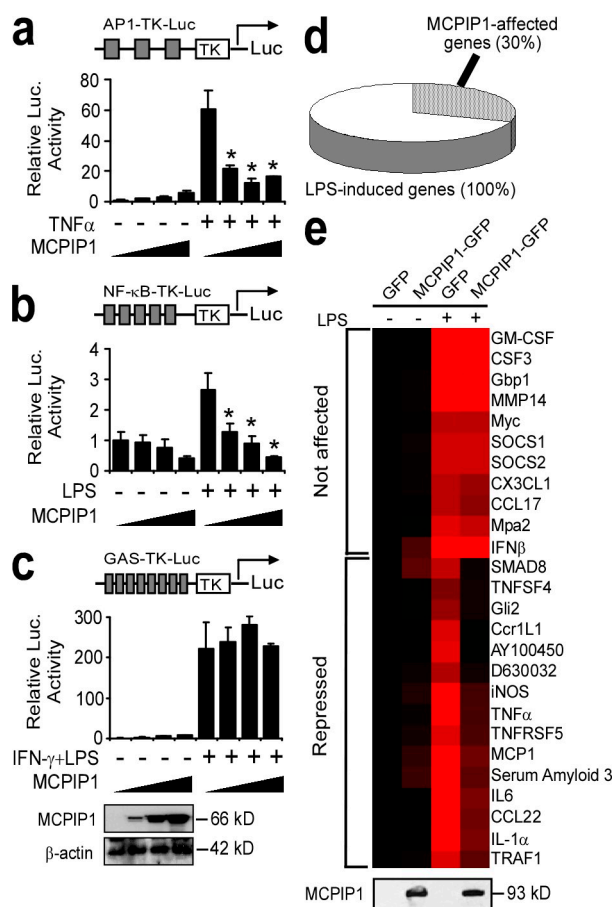 a
AP1-TK-Luc
TK
Luc
Relative Luc. Activity
80
60
40
20
0
TNFα - - - - + + + +
* * *
MCPIP1
b
NF-κB-TK-Luc
TK
Luc
Relative Luc. Activity
4
3
2
1
0
* * *
LPS - - - - + + + +
MCPIP1
c
GAS-TK-Luc
TK
Luc
Relative Luc. Activity
300
200
100
0
IFN-γ+LPS - - - - + + + +
MCPIP1
MCPIP1 –66 kD
β-actin –42 kD
d
MCPIP1-affected
genes (30%)
LPS-induced genes (100%)
e
GFP
MCPIP1-GFP
GFP
MCPIP1-GFP
LPS - - + +
Not affected
GM-CSF
CSF3
Gbp1
MMP14
Myc
SOCS1
SOCS2
CX3CL1
CCL17
Mpa2
IFNβ
Repressed
SMAD8
TNFSF4
Gli2
Ccr1L1
AY100450
D630032
iNOS
TNFα
TNFRSF5
MCP1
Serum Amyloid 3
IL6
CCL22
IL-1α
TRAF1
MCPIP1 –93 kD